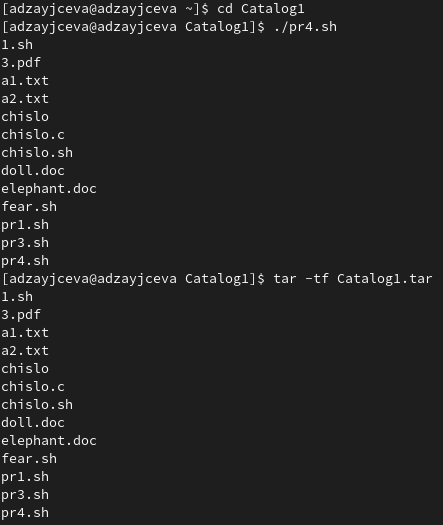 [adzayjceva@adzayjceva ~]$ cd Catalog1
[adzayjceva@adzayjceva Catalog1]$ ./pr4.sh
1.sh
3.pdf
a1.txt
a2.txt
chislo
chislo.c
chislo.sh
doll.doc
elephant.doc
fear.sh
pr1.sh
pr3.sh
pr4.sh
[adzayjceva@adzayjceva Catalog1]$ tar -tf Catalog1.tar
1.sh
3.pdf
a1.txt
a2.txt
chislo
chislo.c
chislo.sh
doll.doc
elephant.doc
fear.sh
pr1.sh
pr3.sh
pr4.sh